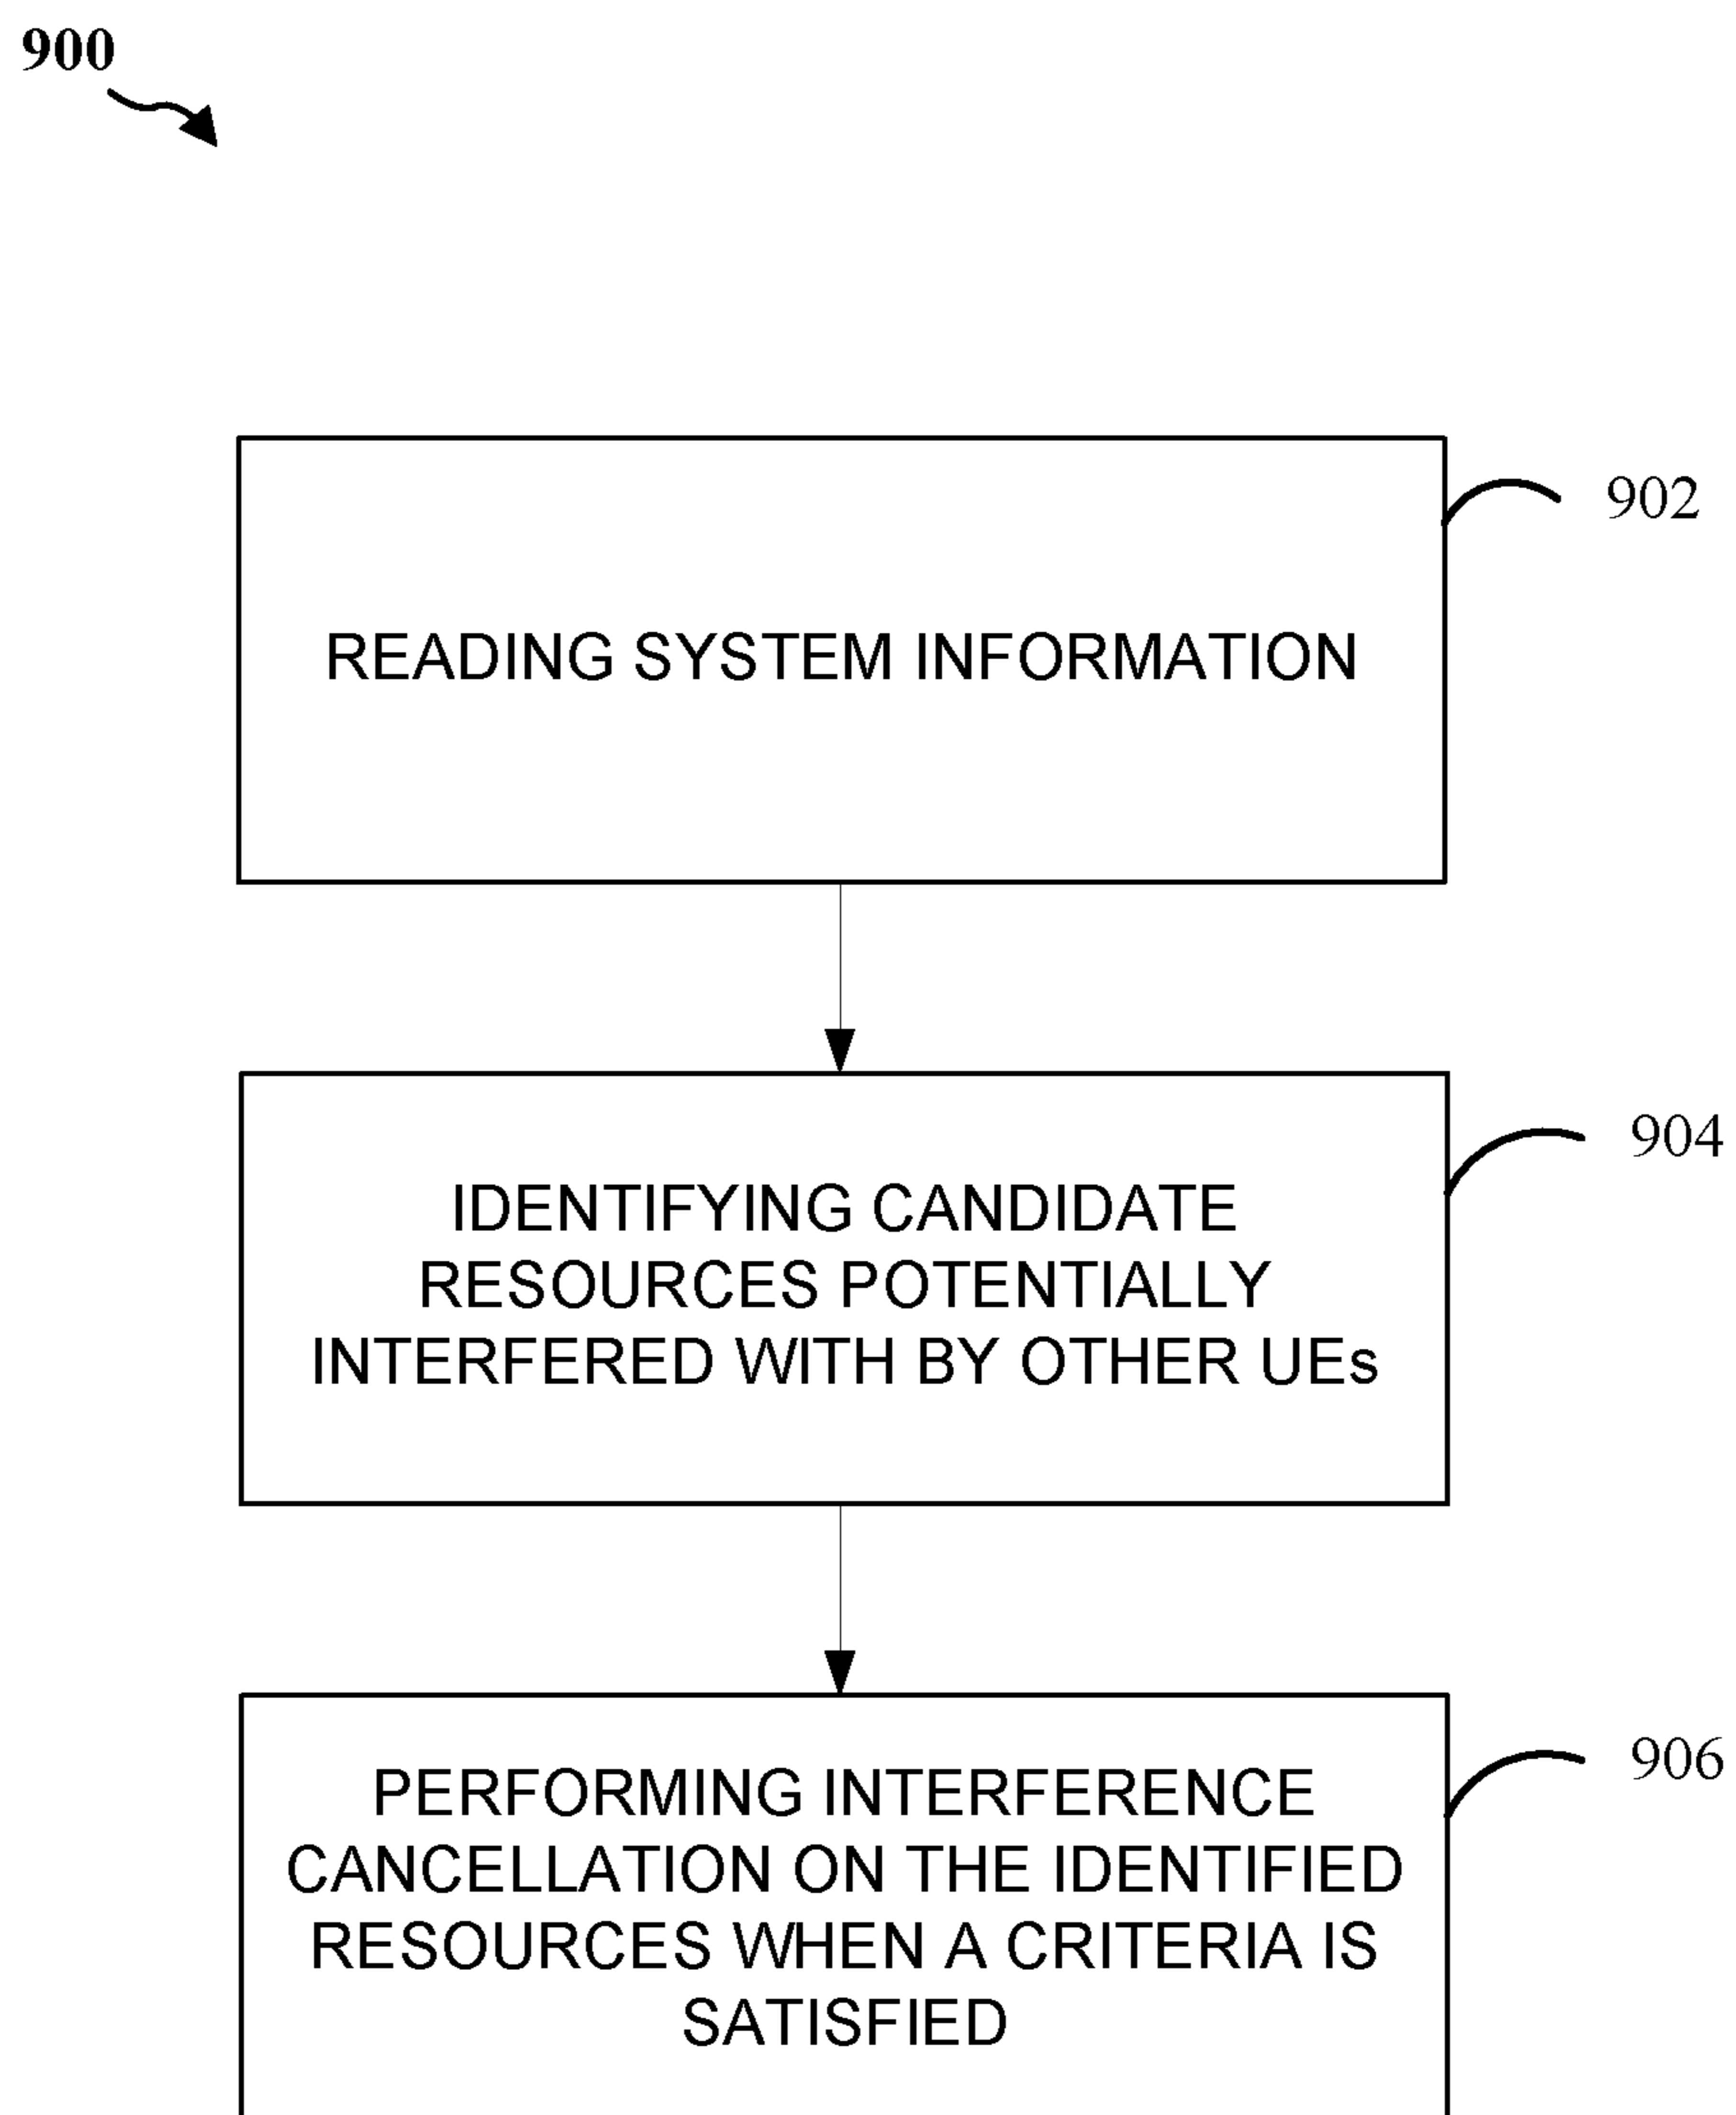 900
902
READING SYSTEM INFORMATION
904
IDENTIFYING CANDIDATE
RESOURCES POTENTIALLY
INTERFERED WITH BY OTHER UEs
906
PERFORMING INTERFERENCE
CANCELLATION ON THE IDENTIFIED
RESOURCES WHEN A CRITERIA IS
SATISFIED